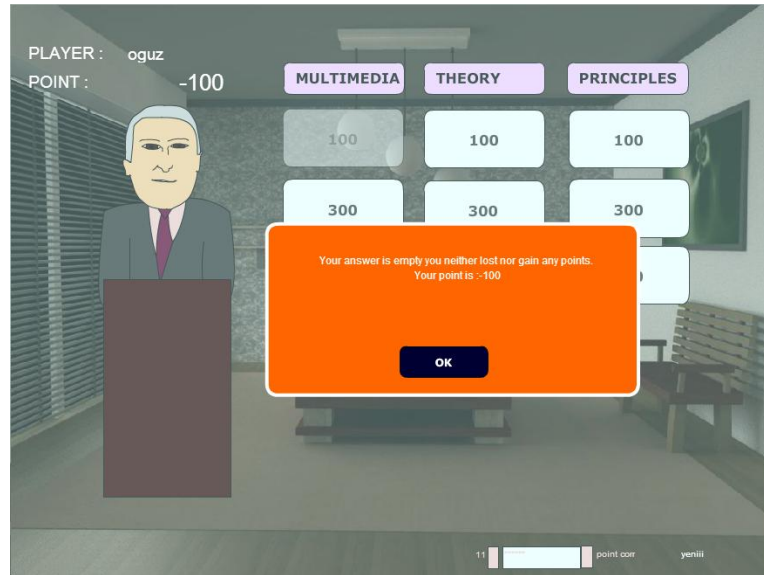 PLAYER : oguz
POINT : -100
MULTIMEDIA THEORY PRINCIPLES
100 100 100
300 300 300
Your answer is empty you neither lost nor gain any points.
Your point is :-100
OK
11 point corr yeniii